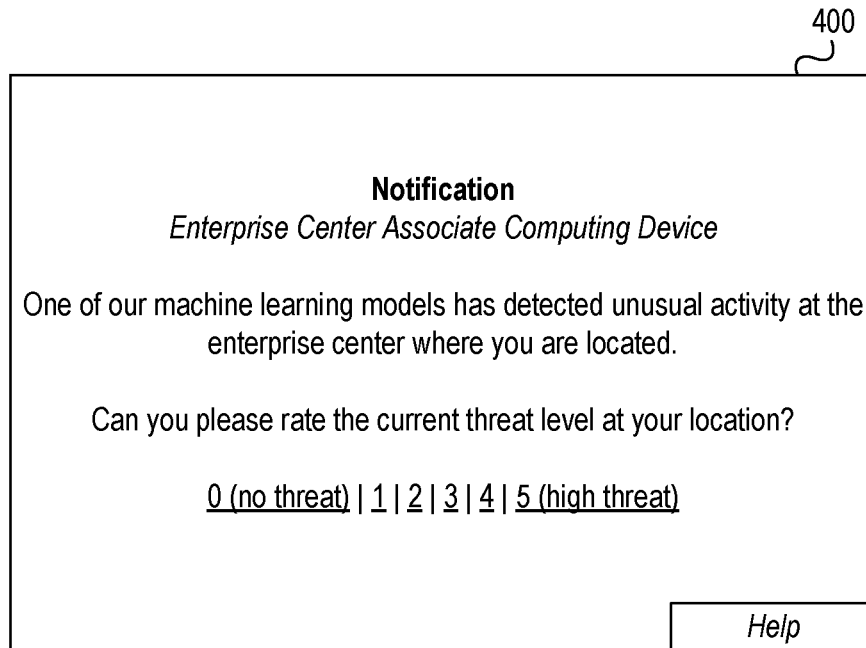 400
Notification
Enterprise Center Associate Computing Device
One of our machine learning models has detected unusual activity at the
enterprise center where you are located.
Can you please rate the current threat level at your location?
0 (no threat) | 1 | 2 | 3 | 4 | 5 (high threat)
Help